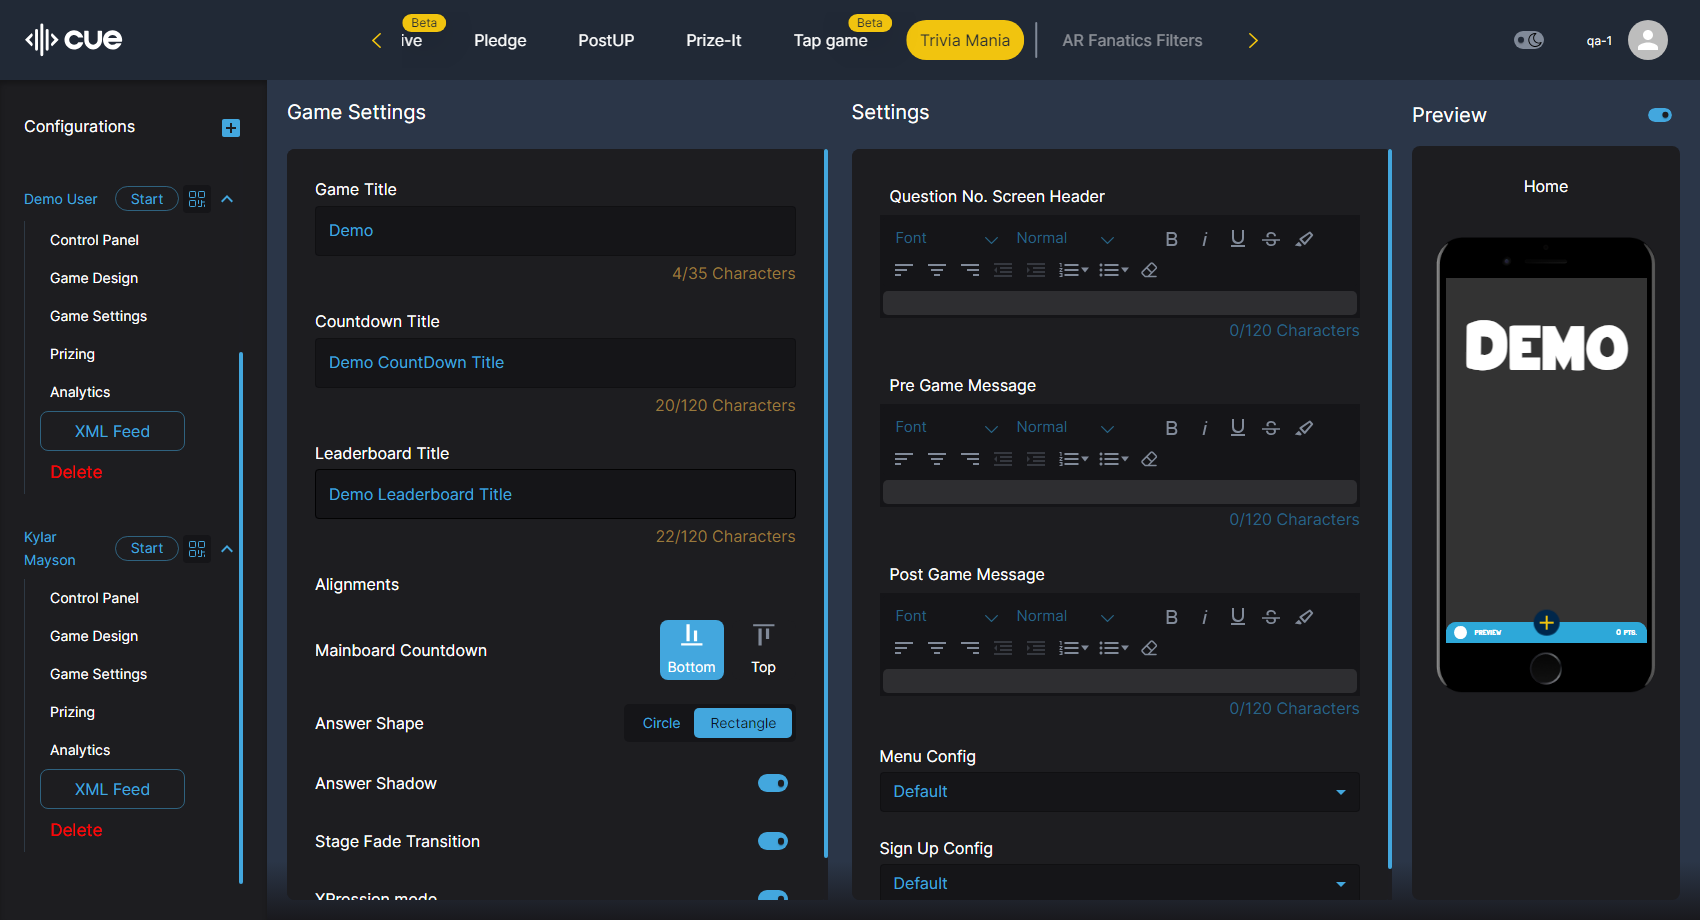 cue
Beta
ive
Pledge
PostUP
Prize-It
Beta
Tap game
Trivia Mania
AR Fanatics Filters
qa-1
Configurations
Demo User
Start
Control Panel
Game Design
Game Settings
Prizing
Analytics
XML Feed
Delete
Kylar
Mayson
Start
Control Panel
Game Design
Game Settings
Prizing
Analytics
XML Feed
Delete
Game Settings
Game Title
Demo
4/35 Characters
Countdown Title
Demo CountDown Title
20/120 Characters
Leaderboard Title
Demo Leaderboard Title
22/120 Characters
Alignments
Mainboard Countdown
Bottom
Top
Answer Shape
Circle
Rectangle
Answer Shadow
Stage Fade Transition
XPression mode
Settings
Question No. Screen Header
Font
Normal
B i U S
0/120 Characters
Pre Game Message
Font
Normal
B i U S
0/120 Characters
Post Game Message
Font
Normal
B i U S
0/120 Characters
Menu Config
Default
Sign Up Config
Default
Preview
Home
DEMO
PREVIEW
0 PTS.